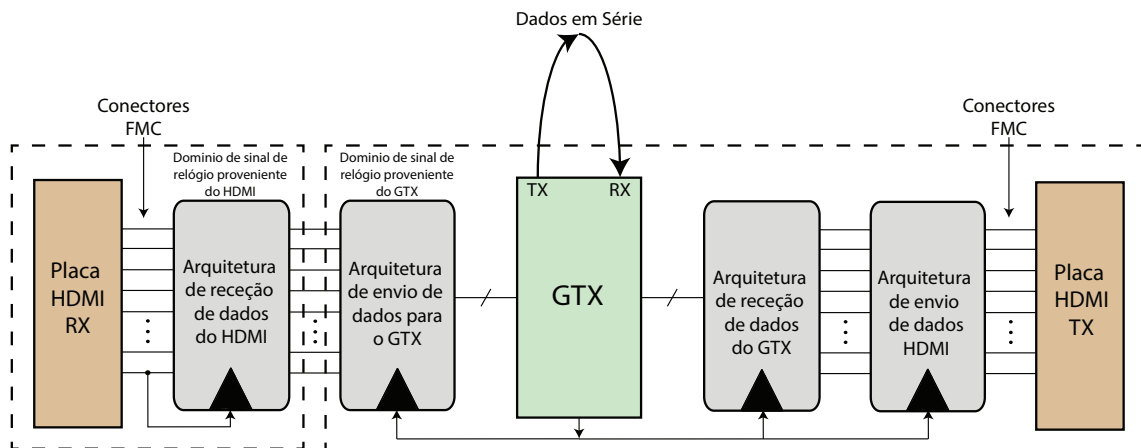 Dados em Série
Conectores
FMC
Conectores
FMC
Dominio de sinal de
relógio proveniente
do HDMI
Dominio de sinal de
relógio proveniente
do GTX
TX
RX
Placa
HDMI
RX
Arquitetura
de receção
de dados
do HDMI
Arquitetura
de envio de
dados para
o GTX
GTX
Arquitetura
de receção
de dados
do GTX
Arquitetura
de envio
de dados
HDMI
Placa
HDMI
TX